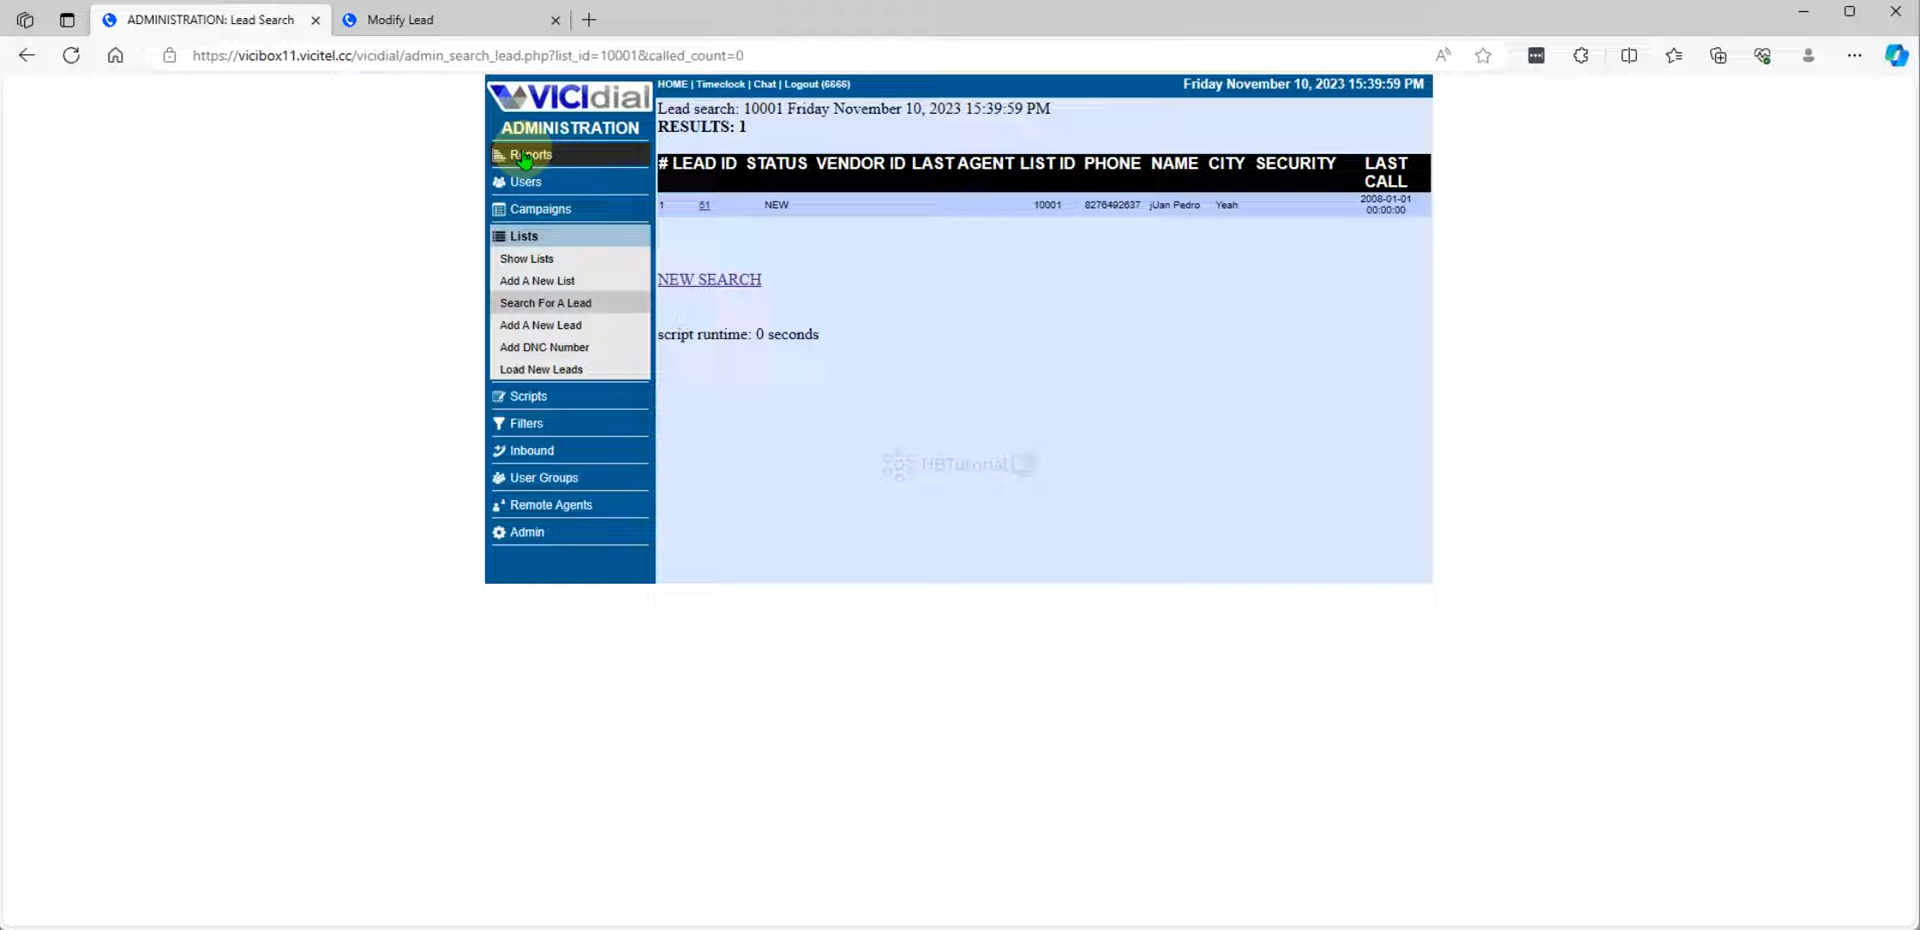 ADMINISTRATION: Lead Search
Modify Lead
https://vicibox11.vicitel.cc/vicidial/admin_search_lead.php?list_id=10001&called_count=0
VICIdial
HOME | Timeclock | Chat | Logout (6666)
Friday November 10, 2023 15:39:59 PM
ADMINISTRATION
Reports
Users
Campaigns
Lists
Show Lists
Add A New List
Search For A Lead
Add A New Lead
Add DNC Number
Load New Leads
Scripts
Filters
Inbound
User Groups
Remote Agents
Admin
Lead search: 10001 Friday November 10, 2023 15:39:59 PM
RESULTS: 1
# LEAD ID STATUS VENDOR ID LAST AGENT LIST ID PHONE NAME CITY SECURITY LAST CALL
1 51 NEW 10001 8276492637 jUan Pedro Yeah 2008-01-01 00:00:00
NEW SEARCH
script runtime: 0 seconds
HBTutorial